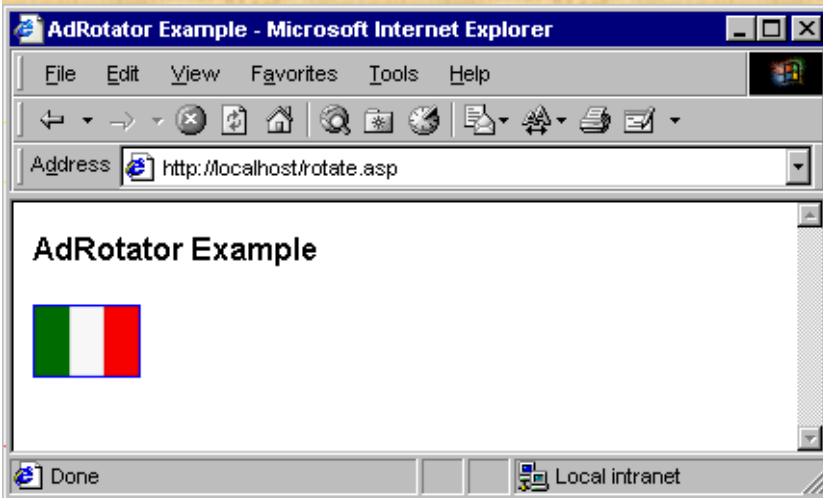 AdRotator Example - Microsoft Internet Explorer
File Edit View Favorites Tools Help
Address http://localhost/rotate.asp
AdRotator Example
Done Local intranet